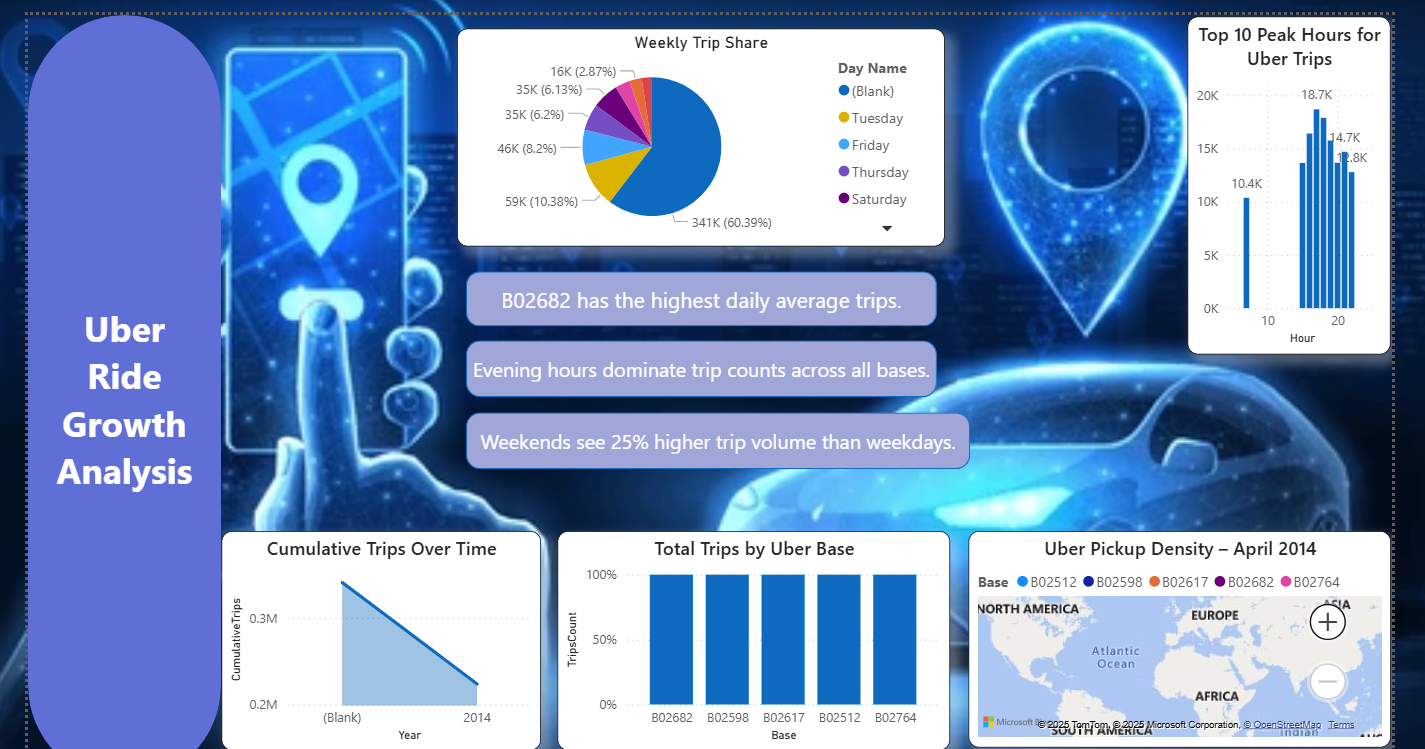 Uber
Ride
Growth
Analysis
Weekly Trip Share
16K (2.87%)
35K (6.13%)
35K (6.2%)
46K (8.2%)
59K (10.38%)
341K (60.39%)
Day Name
(Blank)
Tuesday
Friday
Thursday
Saturday
Top 10 Peak Hours for
Uber Trips
20K
15K
10K
5K
0K
10.4K
18.7K
14.7K
12.8K
10 20
Hour
B02682 has the highest daily average trips.
Evening hours dominate trip counts across all bases.
Weekends see 25% higher trip volume than weekdays.
Cumulative Trips Over Time
CumulativeTrips
0.3M
0.2M
(Blank) 2014
Year
Total Trips by Uber Base
TripsCount
100%
50%
0%
B02682 B02598 B02617 B02512 B02764
Base
Uber Pickup Density – April 2014
Base B02512 B02598 B02617 B02682 B02764
NORTH AMERICA
EUROPE
ASIA
Atlantic
Ocean
AFRICA
SOUTH AMERICA
Indian
Microsoft
© 2025 TomTom, © 2025 Microsoft Corporation, © OpenStreetMap Terms